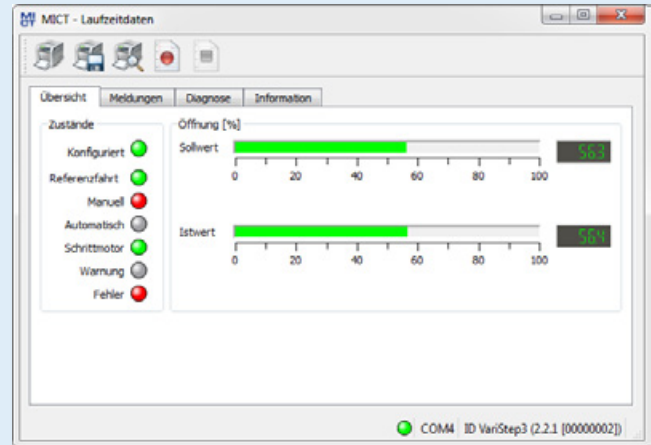 MICT - Laufzeitdaten
Übersicht Meldungen Diagnose Information
Zustände
Konfiguriert
Referenzfahrt
Manuell
Automatisch
Schrittmotor
Warnung
Fehler
Öffnung [%]
Sollwert
56.3
0 20 40 60 80 100
Istwert
56.4
0 20 40 60 80 100
COM4 ID VariStep3 (2.2.1 [00000002])